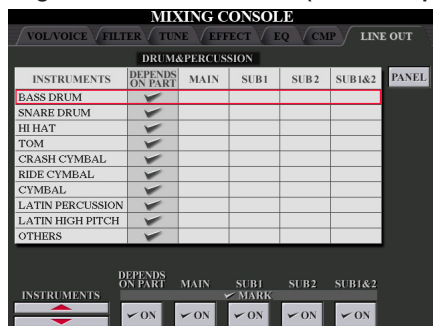 MIXING CONSOLE
VOL/VOICE FILTER TUNE EFFECT EQ CMP LINE OUT
DRUM&PERCUSSION
INSTRUMENTS DEPENDS ON PART MAIN SUB1 SUB2 SUB1&2 PANEL
BASS DRUM
SNARE DRUM
HI HAT
TOM
CRASH CYMBAL
RIDE CYMBAL
CYMBAL
LATIN PERCUSSION
LATIN HIGH PITCH
OTHERS
INSTRUMENTS DEPENDS ON PART MAIN SUB1 SUB2 SUB1&2
MARK
ON ON ON ON ON